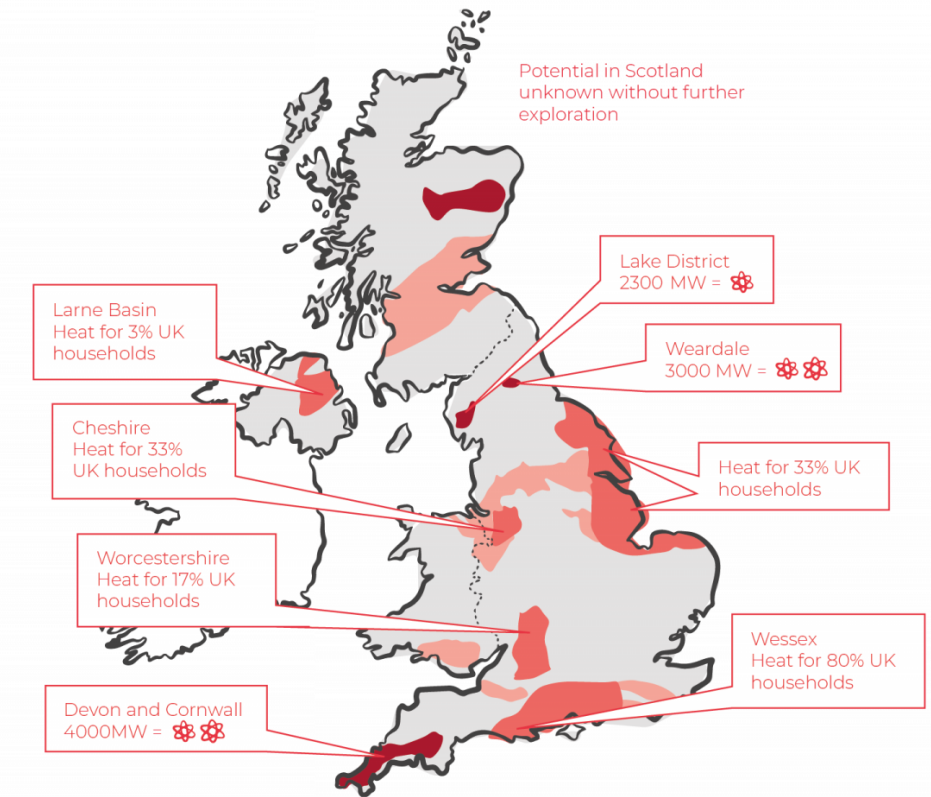 Potential in Scotland
unknown without further
exploration
Lake District
2300 MW =
Larne Basin
Heat for 3% UK
households
Weardale
3000 MW =
Cheshire
Heat for 33%
UK households
Heat for 33% UK
households
Worcestershire
Heat for 17% UK
households
Wessex
Heat for 80% UK
households
Devon and Cornwall
4000MW =